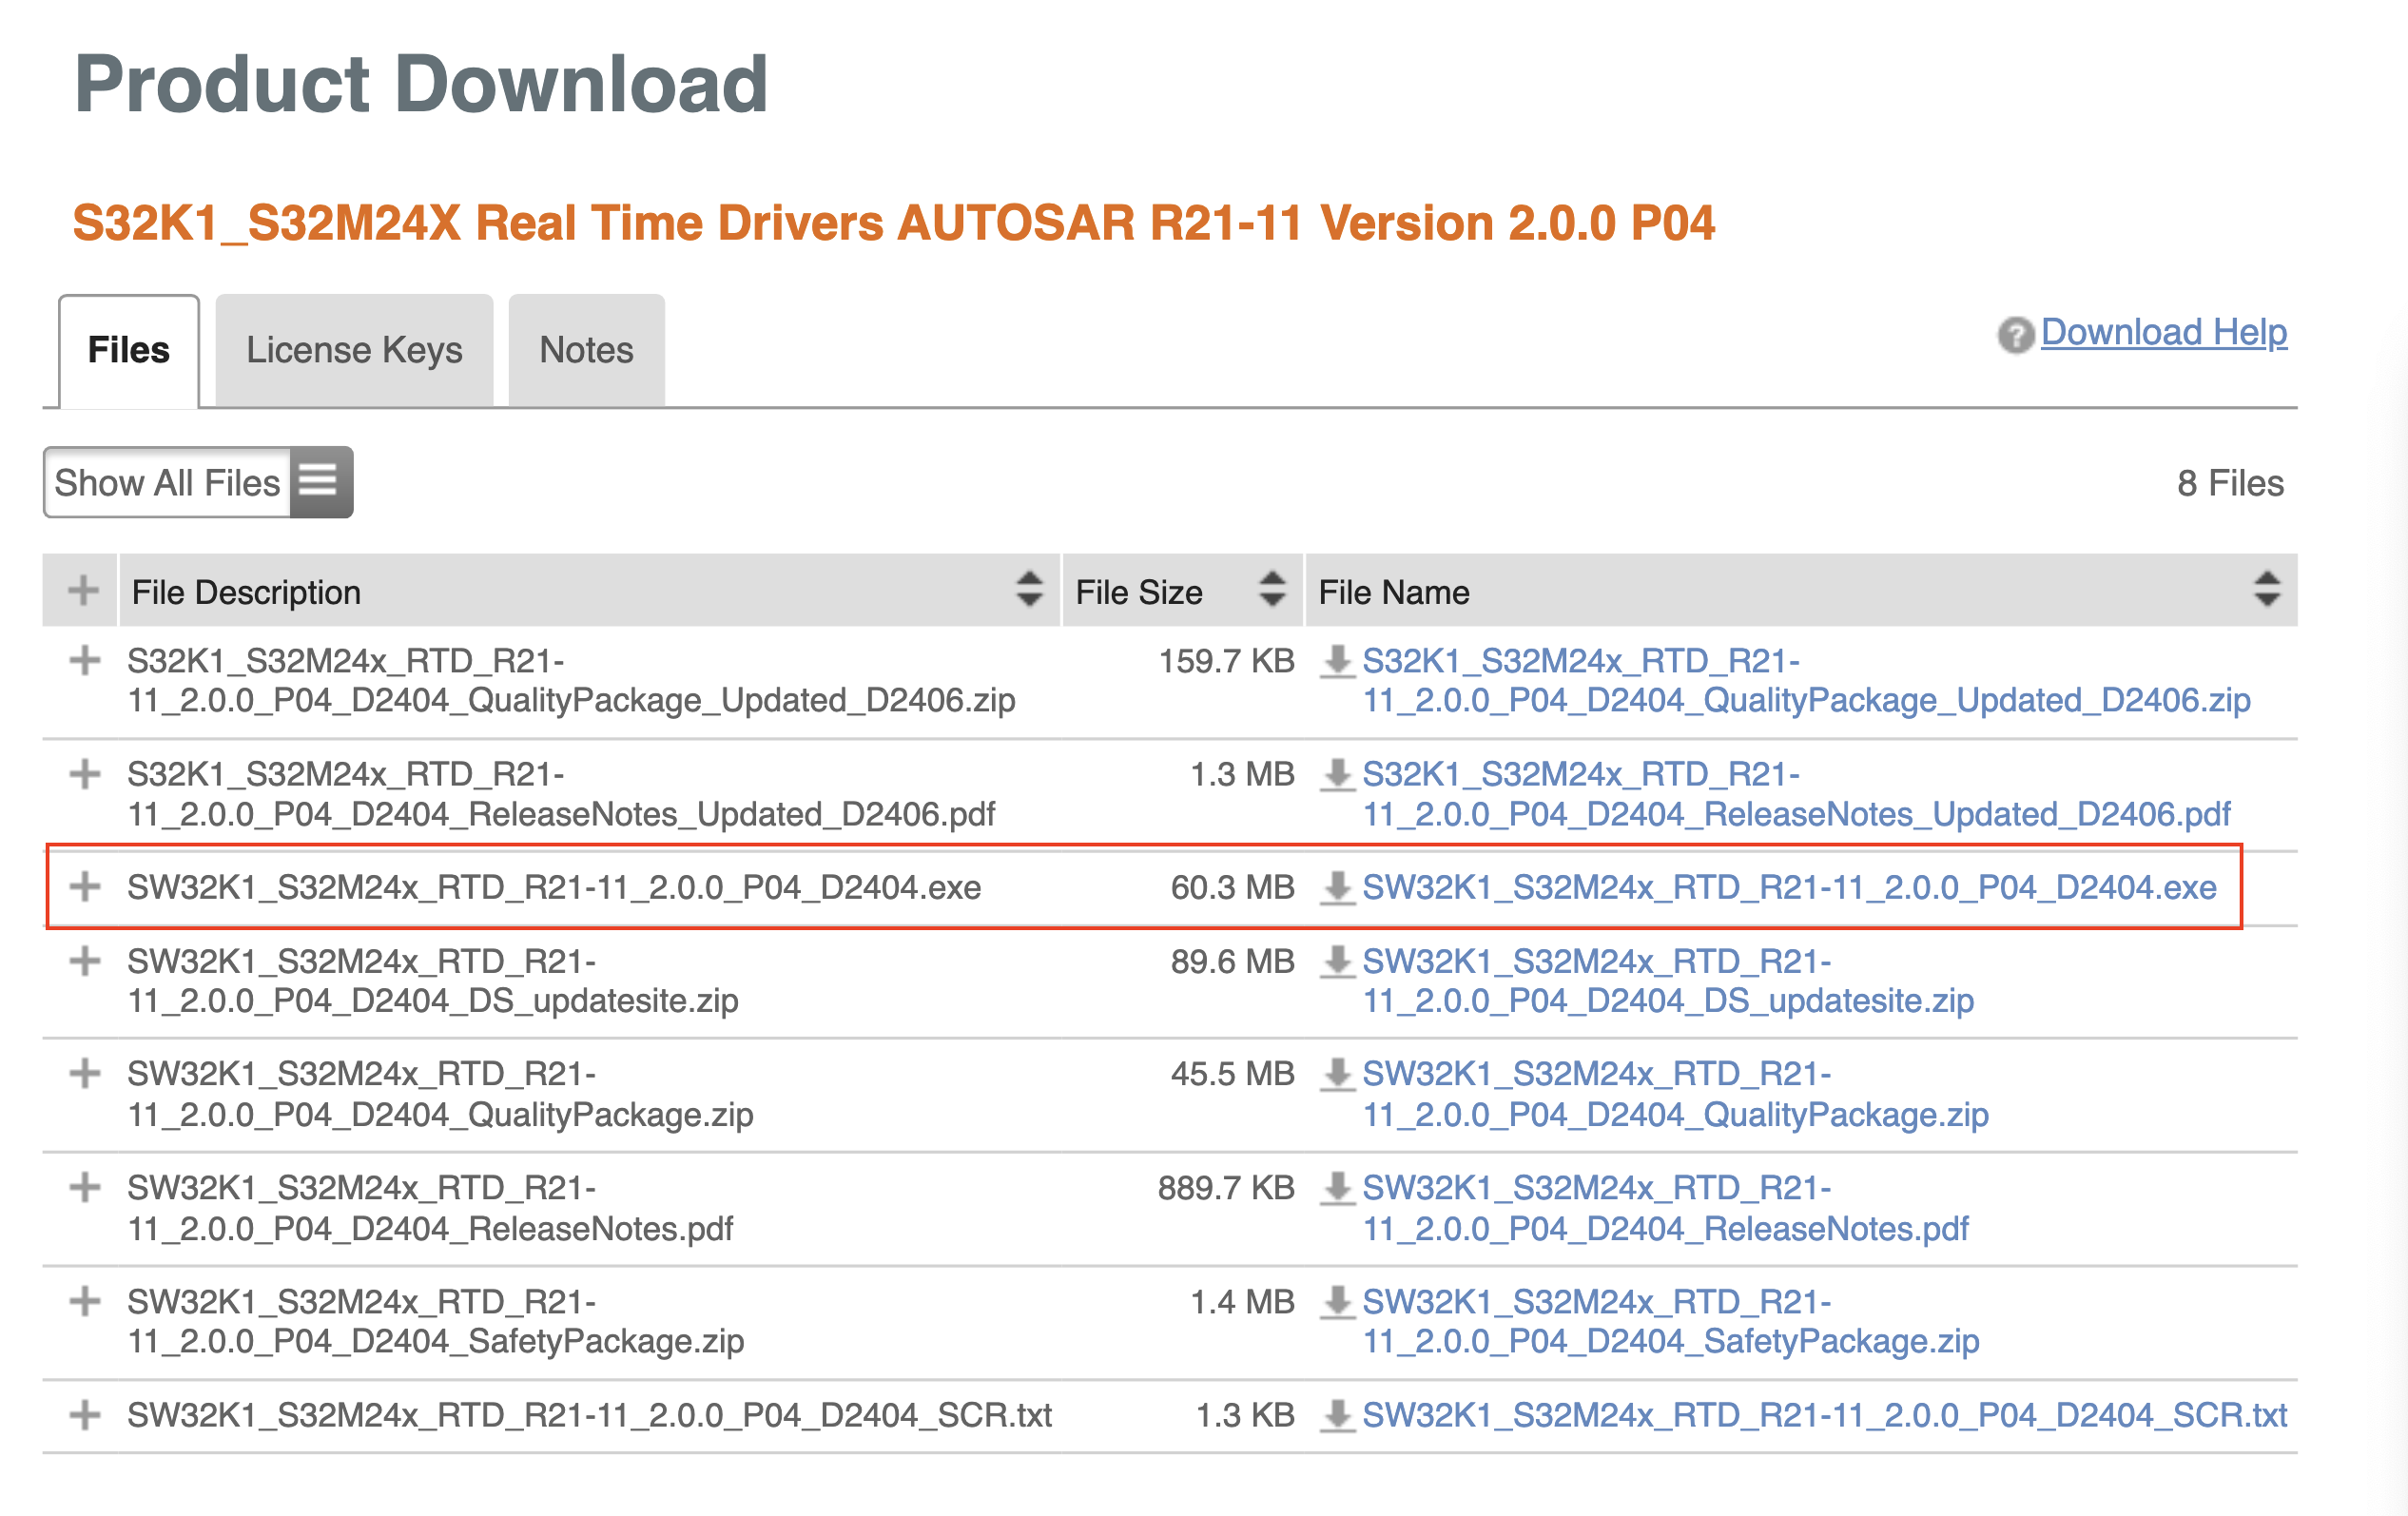 Product Download
S32K1_S32M24X Real Time Drivers AUTOSAR R21-11 Version 2.0.0 P04
Files
License Keys
Notes
Download Help
Show All Files
8 Files
File Description
File Size
File Name
S32K1_S32M24x_RTD_R21-
11_2.0.0_P04_D2404_QualityPackage_Updated_D2406.zip
159.7 KB
S32K1_S32M24x_RTD_R21-
11_2.0.0_P04_D2404_QualityPackage_Updated_D2406.zip
S32K1_S32M24x_RTD_R21-
11_2.0.0_P04_D2404_ReleaseNotes_Updated_D2406.pdf
1.3 MB
S32K1_S32M24x_RTD_R21-
11_2.0.0_P04_D2404_ReleaseNotes_Updated_D2406.pdf
SW32K1_S32M24x_RTD_R21-11_2.0.0_P04_D2404.exe
60.3 MB
SW32K1_S32M24x_RTD_R21-11_2.0.0_P04_D2404.exe
SW32K1_S32M24x_RTD_R21-
11_2.0.0_P04_D2404_DS_updatesite.zip
89.6 MB
SW32K1_S32M24x_RTD_R21-
11_2.0.0_P04_D2404_DS_updatesite.zip
SW32K1_S32M24x_RTD_R21-
11_2.0.0_P04_D2404_QualityPackage.zip
45.5 MB
SW32K1_S32M24x_RTD_R21-
11_2.0.0_P04_D2404_QualityPackage.zip
SW32K1_S32M24x_RTD_R21-
11_2.0.0_P04_D2404_ReleaseNotes.pdf
889.7 KB
SW32K1_S32M24x_RTD_R21-
11_2.0.0_P04_D2404_ReleaseNotes.pdf
SW32K1_S32M24x_RTD_R21-
11_2.0.0_P04_D2404_SafetyPackage.zip
1.4 MB
SW32K1_S32M24x_RTD_R21-
11_2.0.0_P04_D2404_SafetyPackage.zip
SW32K1_S32M24x_RTD_R21-11_2.0.0_P04_D2404_SCR.txt
1.3 KB
SW32K1_S32M24x_RTD_R21-11_2.0.0_P04_D2404_SCR.txt